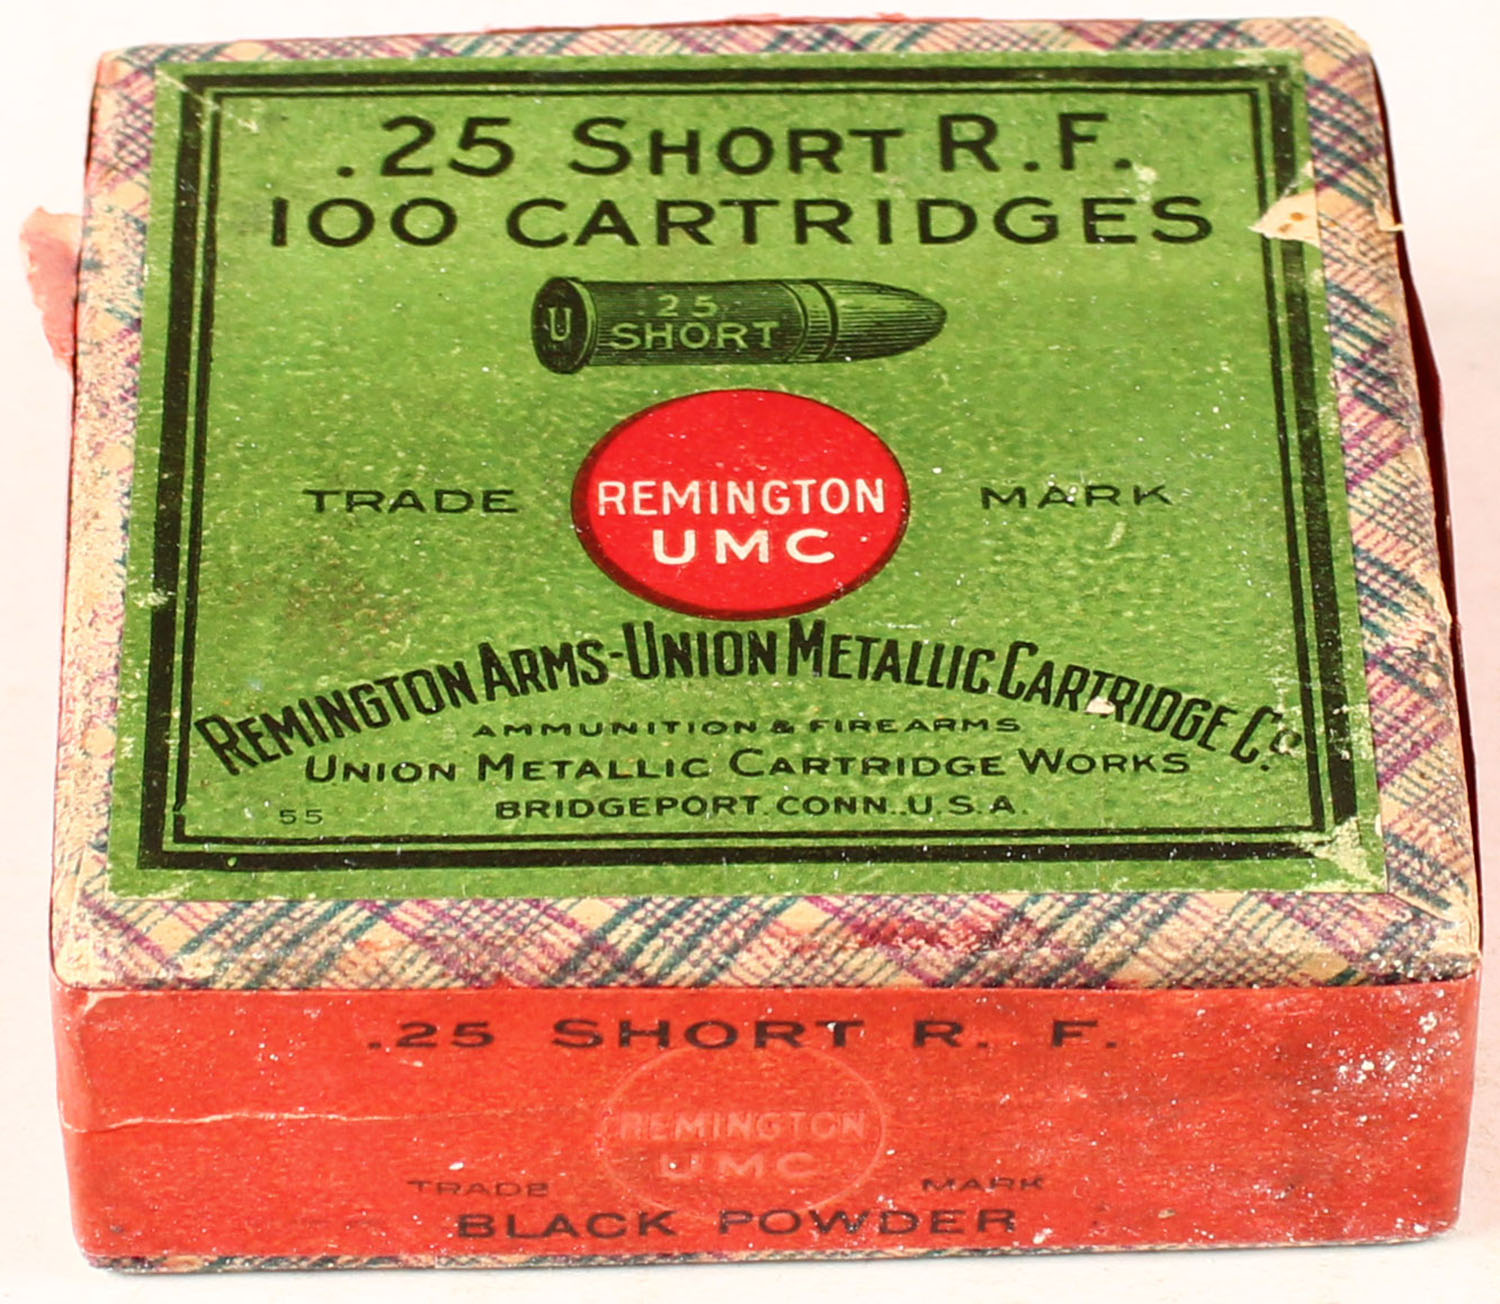 .25 SHORT R.F.
100 CARTRIDGES
U
.25
SHORT
TRADE REMINGTON UMC MARK
REMINGTON ARMS-UNION METALLIC CARTRIDGE Co.
AMMUNITION & FIREARMS
UNION METALLIC CARTRIDGE WORKS
55 BRIDGEPORT. CONN..U.S.A.
.25 SHORT R. F.
REMINGTON
UMC
TRADE MARK
BLACK POWDER